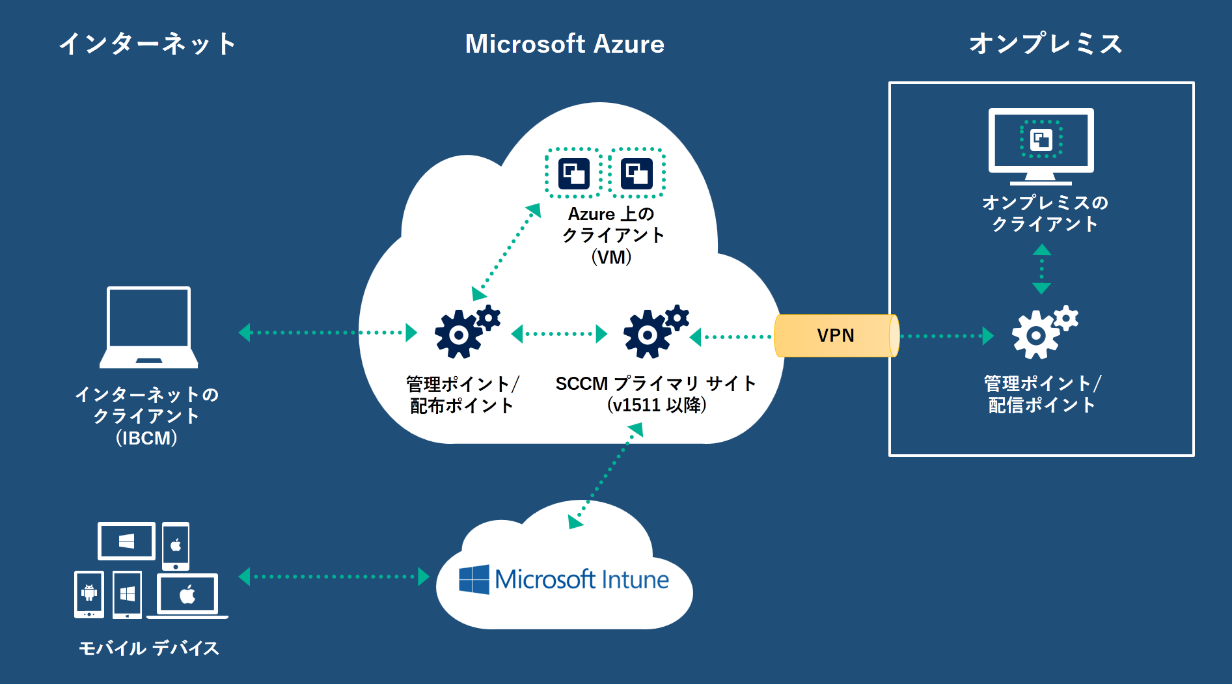 インターネット
Microsoft Azure
オンプレミス
Azure 上の
クライアント
(VM)
オンプレミスの
クライアント
VPN
インターネットの
クライアント
(IBCM)
管理ポイント/
配布ポイント
SCCM プライマリ サイト
(v1511 以降)
管理ポイント/
配信ポイント
Microsoft Intune
モバイル デバイス